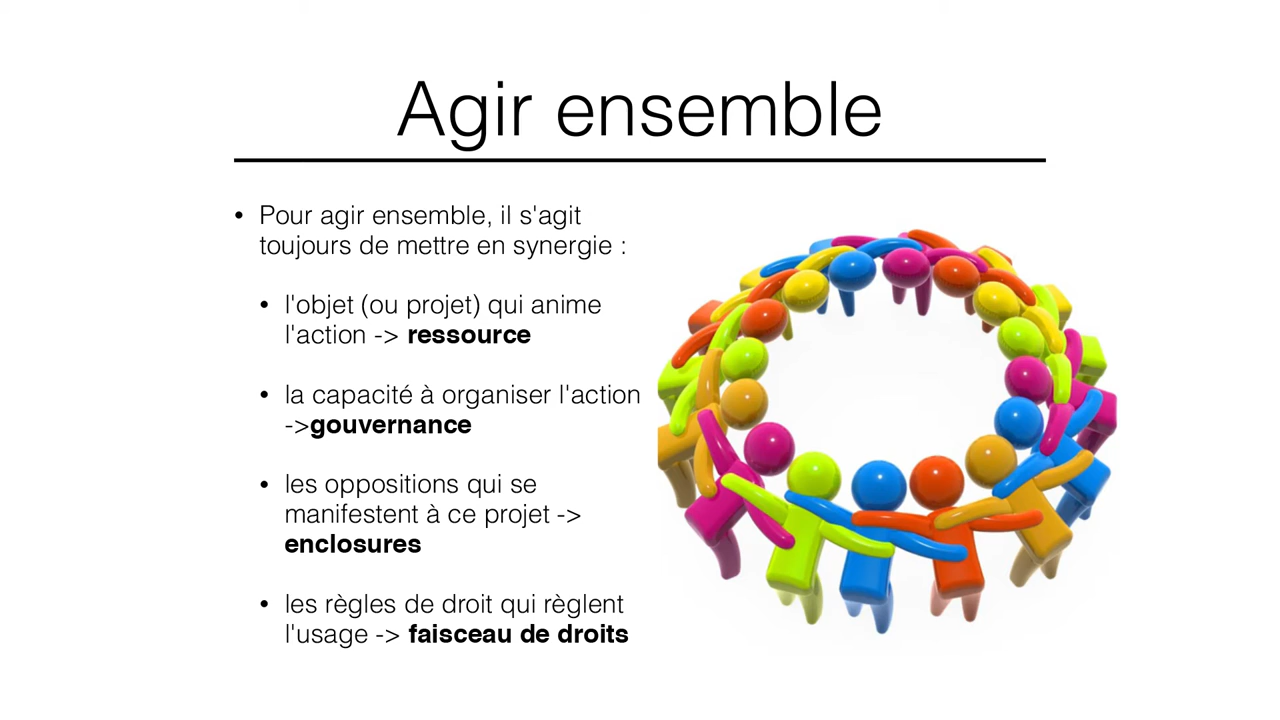 Agir ensemble
• Pour agir ensemble, il s'agit
toujours de mettre en synergie :
• l'objet (ou projet) qui anime
l'action -> ressource
• la capacité à organiser l'action
->gouvernance
• les oppositions qui se
manifestent à ce projet ->
enclosures
• les règles de droit qui règlent
l'usage -> faisceau de droits